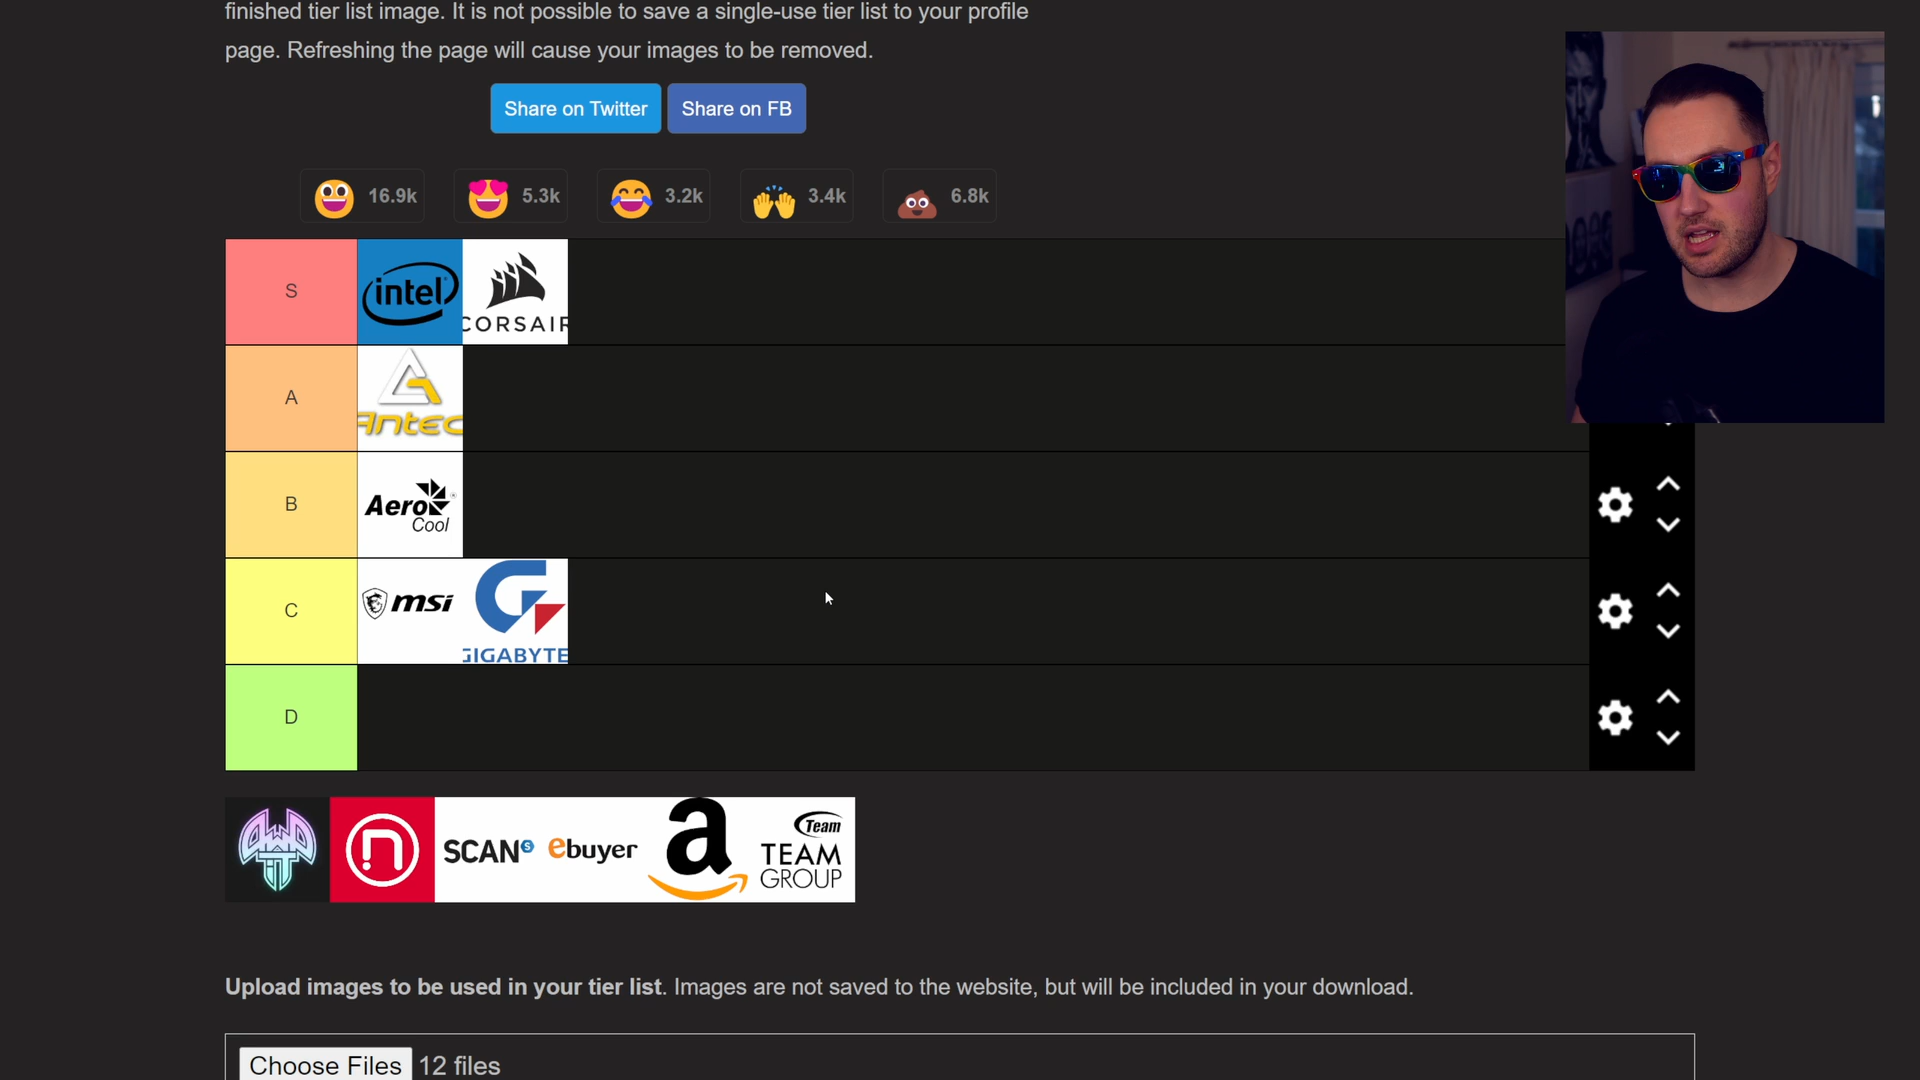 finished tier list image. It is not possible to save a single-use tier list to your profile
page. Refreshing the page will cause your images to be removed.
Share on Twitter Share on FB
16.9k 5.3k 3.2k 3.4k 6.8k
S intel CORSAIR
A Antec
B Aero Cool
C msi GIGABYTE
D
SCAN S ebuyer a Team TEAM GROUP
Upload images to be used in your tier list. Images are not saved to the website, but will be included in your download.
Choose Files 12 files